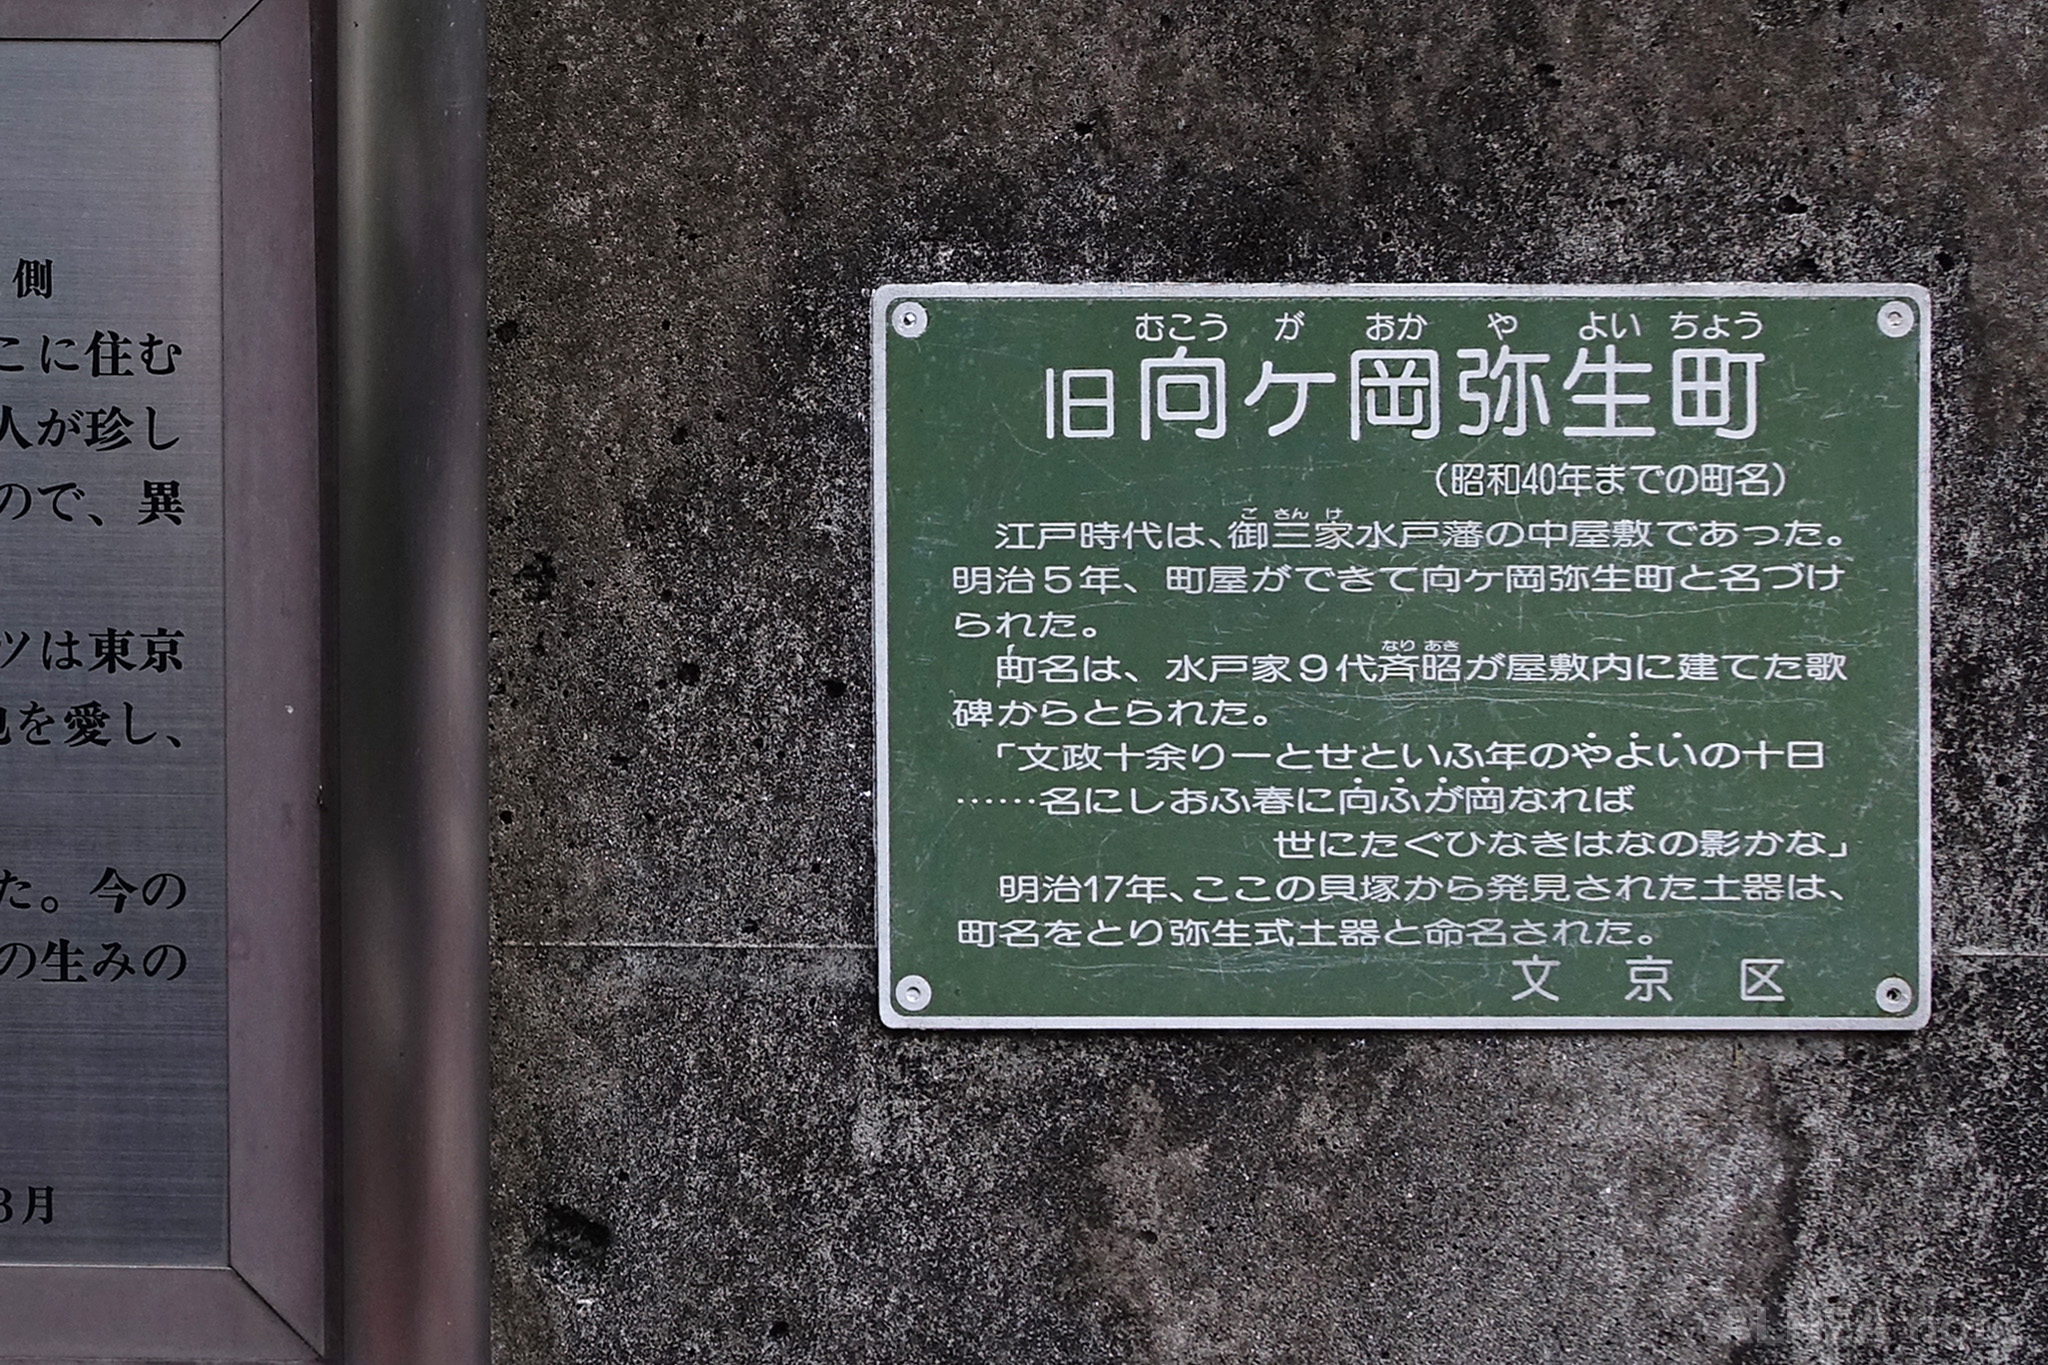 側
こに住む
人が珍し
ので、異
ツは東京
を愛し、
た。今の
の生みの
3月
むこう が おか や よい ちょう
旧向ケ岡弥生町
（昭和40年までの町名）
ご さん け
江戸時代は、御三家水戸藩の中屋敷であった。
明治5年、町屋ができて向ケ岡弥生町と名づけ
られた。
なり あき
町名は、水戸家9代斉昭が屋敷内に建てた歌
碑からとられた。
「文政十余り一とせといふ年のやよいの十日
……名にしおふ春に向ふが岡なれば
世にたぐひなきはなの影かな」
明治17年、ここの貝塚から発見された土器は、
町名をとり弥生式土器と命名された。
文京区